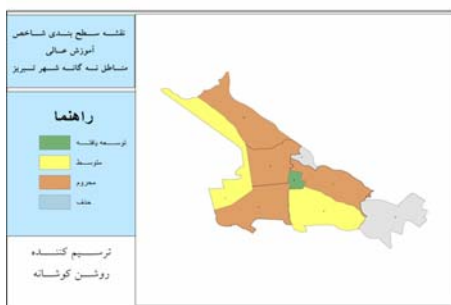 نقشه سطح بندی شاخص
آموزش عالی
مناطق نه گانه شهر تبریز
راهنما
توسعه یافته
متوسط
محروم
حذف
ترسیم کننده
روشن کوشانه